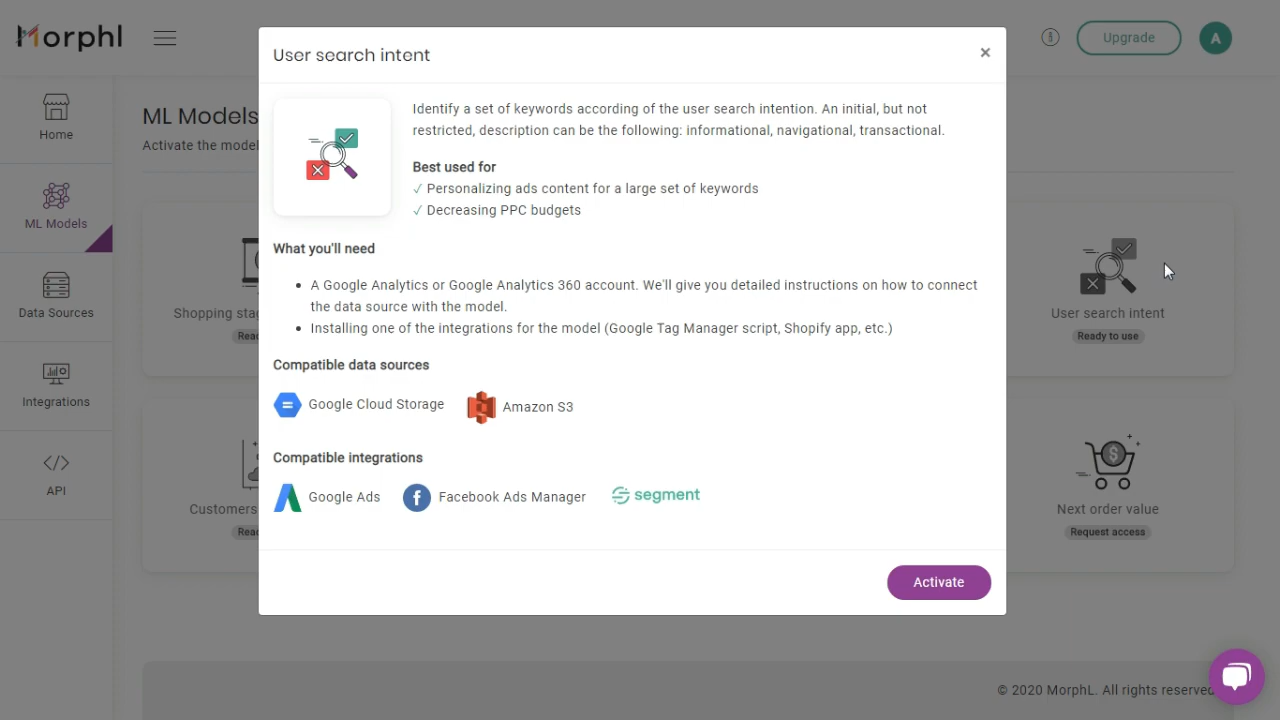 Morphl
Upgrade
A
Home
ML Models
Data Sources
Integrations
API
ML Models
Activate the model
Shopping stag
Read
Customers
Read
User search intent
×
Identify a set of keywords according of the user search intention. An initial, but not
restricted, description can be the following: informational, navigational, transactional.
Best used for
✓ Personalizing ads content for a large set of keywords
✓ Decreasing PPC budgets
What you'll need
• A Google Analytics or Google Analytics 360 account. We'll give you detailed instructions on how to connect
the data source with the model.
• Installing one of the integrations for the model (Google Tag Manager script, Shopify app, etc.)
Compatible data sources
Google Cloud Storage
Amazon S3
Compatible integrations
Google Ads
Facebook Ads Manager
segment
Activate
User search intent
Ready to use
Next order value
Request access
© 2020 MorphL. All rights reserved